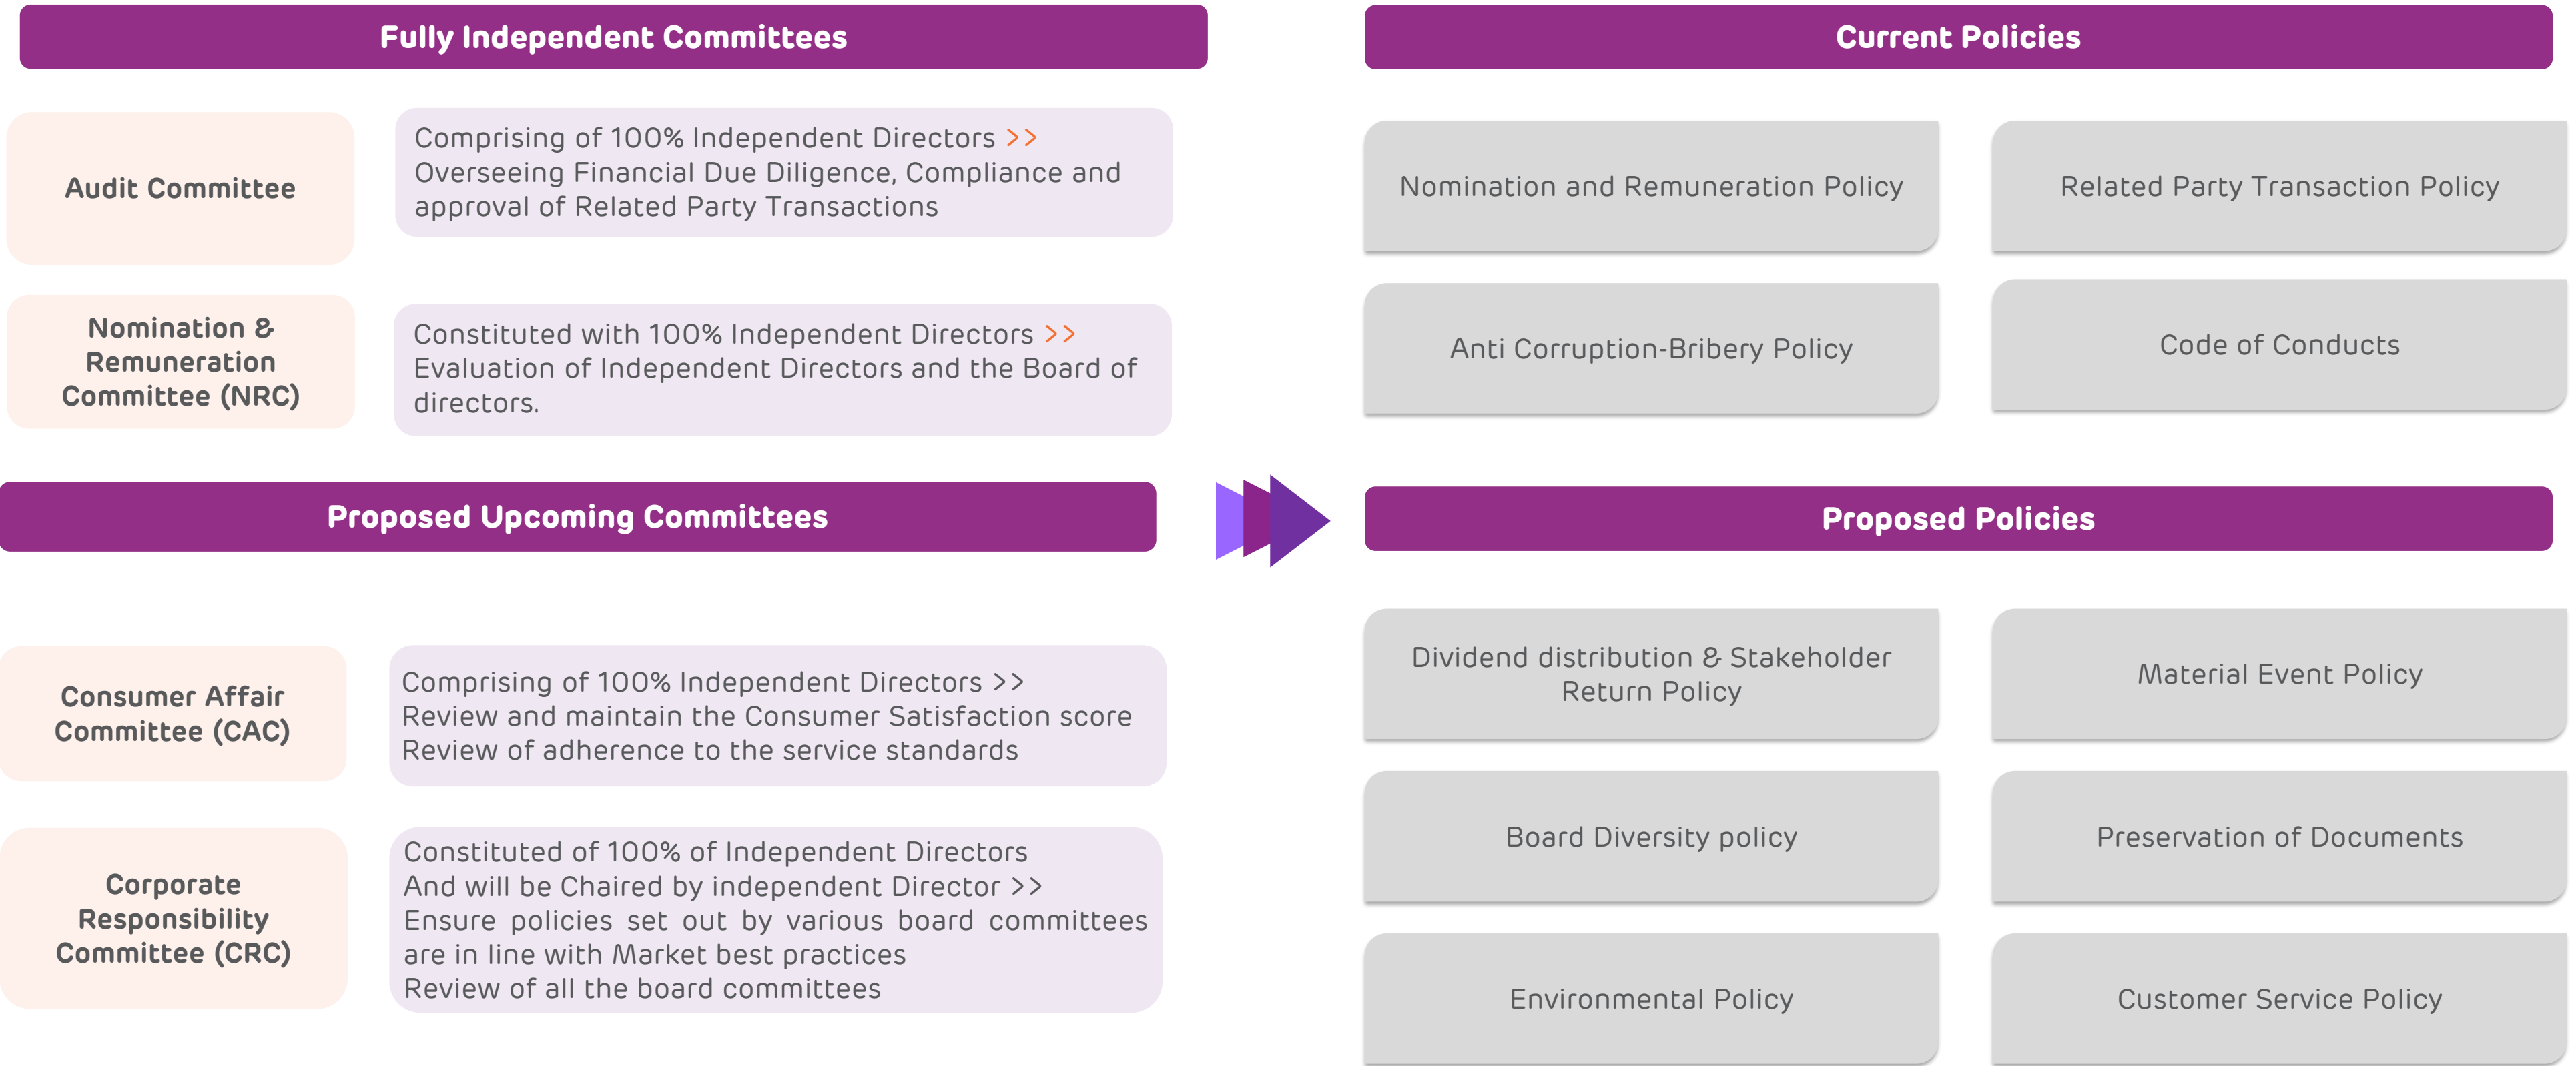 Fully Independent Committees
Audit Committee
Comprising of 100% Independent Directors >>
Overseeing Financial Due Diligence, Compliance and
approval of Related Party Transactions
Nomination &
Remuneration
Committee (NRC)
Constituted with 100% Independent Directors >>
Evaluation of Independent Directors and the Board of
directors.
Proposed Upcoming Committees
Consumer Affair
Committee (CAC)
Comprising of 100% Independent Directors >>
Review and maintain the Consumer Satisfaction score
Review of adherence to the service standards
Corporate
Responsibility
Committee (CRC)
Constituted of 100% of Independent Directors
And will be Chaired by independent Director >>
Ensure policies set out by various board committees
are in line with Market best practices
Review of all the board committees
Current Policies
Nomination and Remuneration Policy
Related Party Transaction Policy
Anti Corruption-Bribery Policy
Code of Conducts
Proposed Policies
Dividend distribution & Stakeholder
Return Policy
Material Event Policy
Board Diversity policy
Preservation of Documents
Environmental Policy
Customer Service Policy